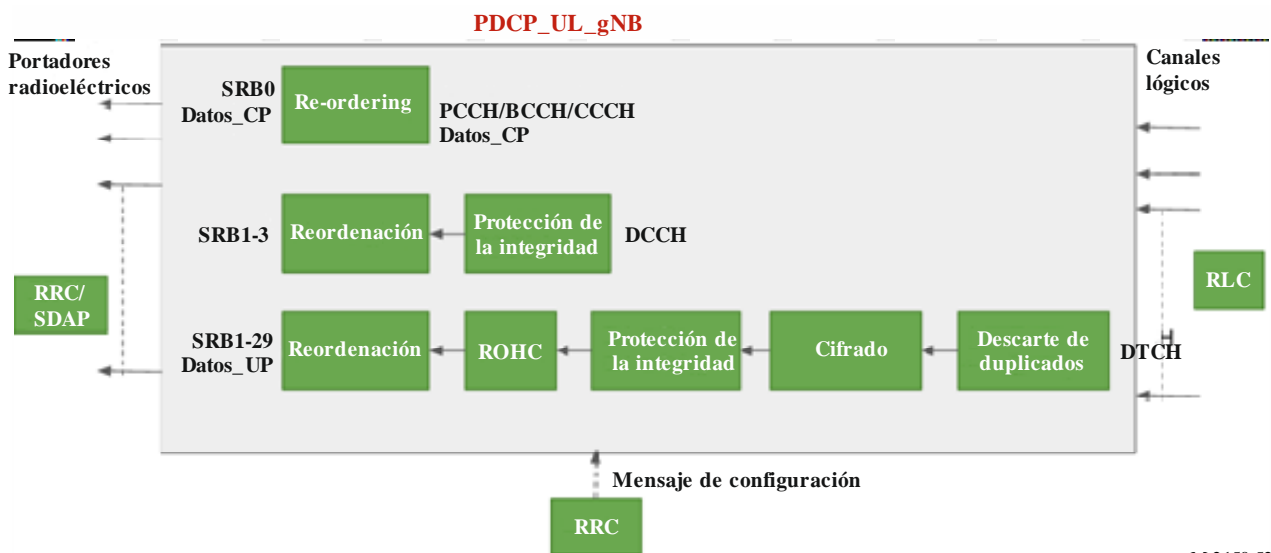 PDCP_UL_gNB
Portadores
radioeléctricos
Canales
lógicos
SRB0
Datos_CP
Re-ordering
PCCH/BCCH/CCCH
Datos_CP
SRB1-3
Reordenación
Protección de
la integridad
DCCH
RRC/
SDAP
RLC
SRB1-29
Datos_UP
Reordenación
ROHC
Protección de
la integridad
Cifrado
Descarte de
duplicados
DTCH
H
Mensaje de configuración
RRC